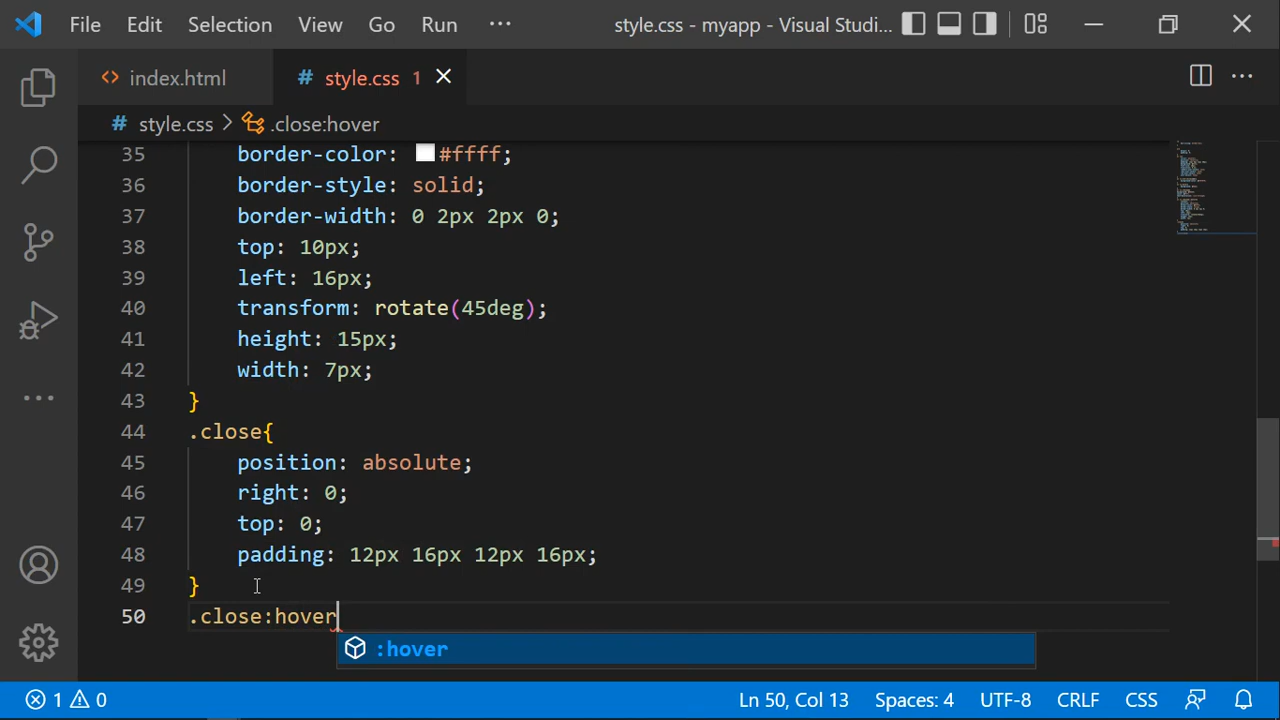 File Edit Selection View Go Run ··· style.css - myapp - Visual Studi...
index.html # style.css 1
# style.css > .close:hover
35 border-color: #ffff;
36 border-style: solid;
37 border-width: 0 2px 2px 0;
38 top: 10px;
39 left: 16px;
40 transform: rotate(45deg);
41 height: 15px;
42 width: 7px;
43 }
44 .close{
45 position: absolute;
46 right: 0;
47 top: 0;
48 padding: 12px 16px 12px 16px;
49 }
50 .close:hover
:hover
1 0 Ln 50, Col 13 Spaces: 4 UTF-8 CRLF CSS